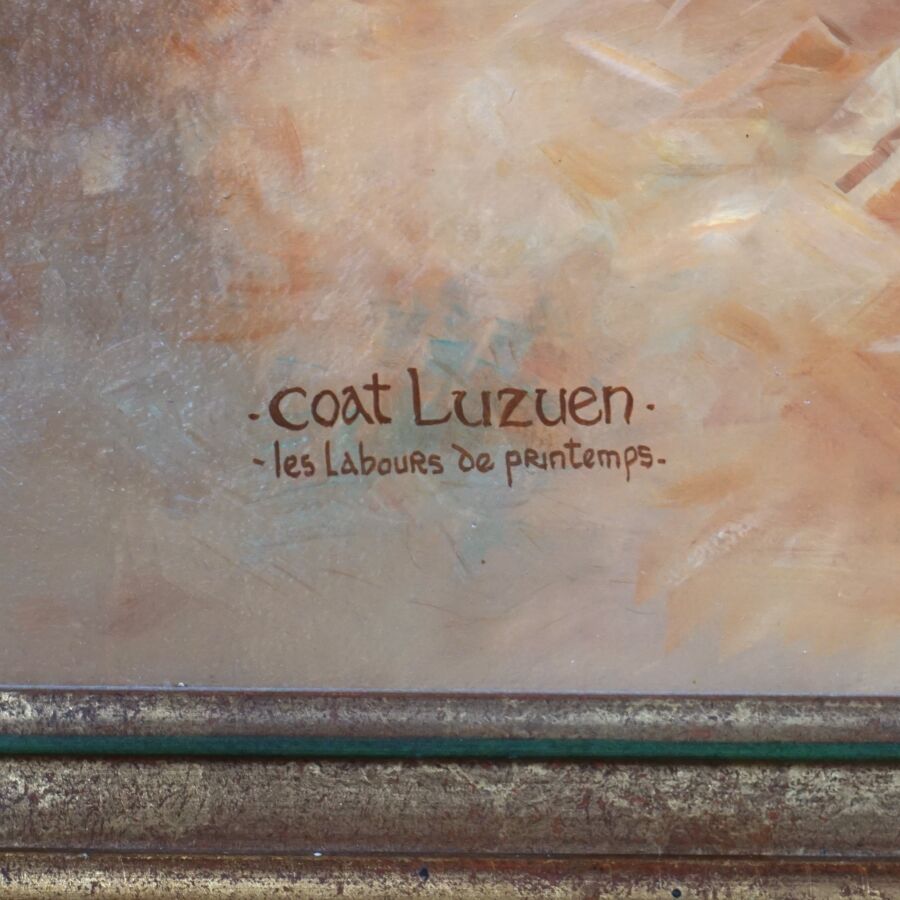 · Coat Luzuen ·
- les Labours de printemps -